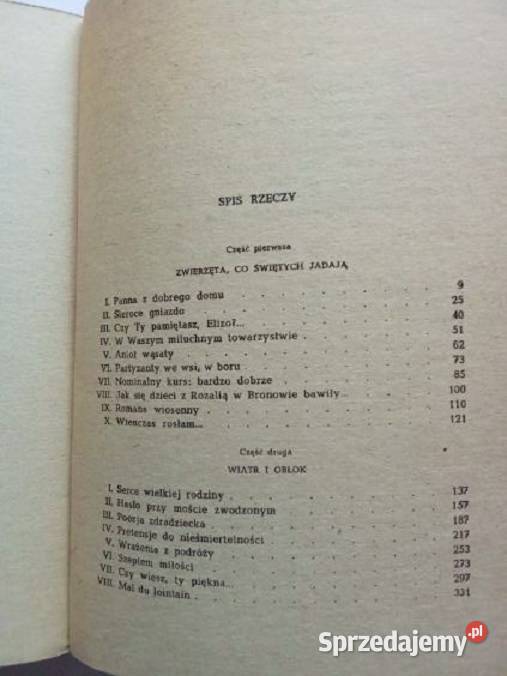 SPIS RZECZY
Część pierwsza
ZWIERZĘTA, CO ŚWIĘTYCH JADAJĄ
I. Panna z dobrego domu . . . . . . . . 9
II. Sieroce gniazdo . . . . . . . . 25
III. Czy Ty pamiętasz, Elizo?... . . . . . . . 40
IV. W Waszym miluchnym towarzystwie . . . . . 51
V. Anioł wąsaty . . . . . . . . 62
VI. Partyzanty we wsi, w boru . . . . . . 73
VII. Nominalny kurs: bardzo dobrze . . . . . 85
VIII. Jak się dzieci z Rozalią w Bronowie bawiły . . . . 100
IX. Romans wiosenny . . . . . . . 110
X. Wtenczas rosłam... . . . . . . . 121
Część druga
WIATR I OBŁOK
I. Serce wielkiej rodziny . . . . . . . 137
II. Hasło przy moście zwodzonym . . . . . 157
III. Poezja zdradziecka . . . . . . . 187
IV. Pretensje do nieśmiertelności . . . . . 217
V. Wrażenia z podróży . . . . . . . 253
VI. Szeptem miłości . . . . . . . 273
VII. Czy wiesz, ty piękna... . . . . . . 297
VIII. Mal du lointain . . . . . . . 331
Sprzedajemy.pl